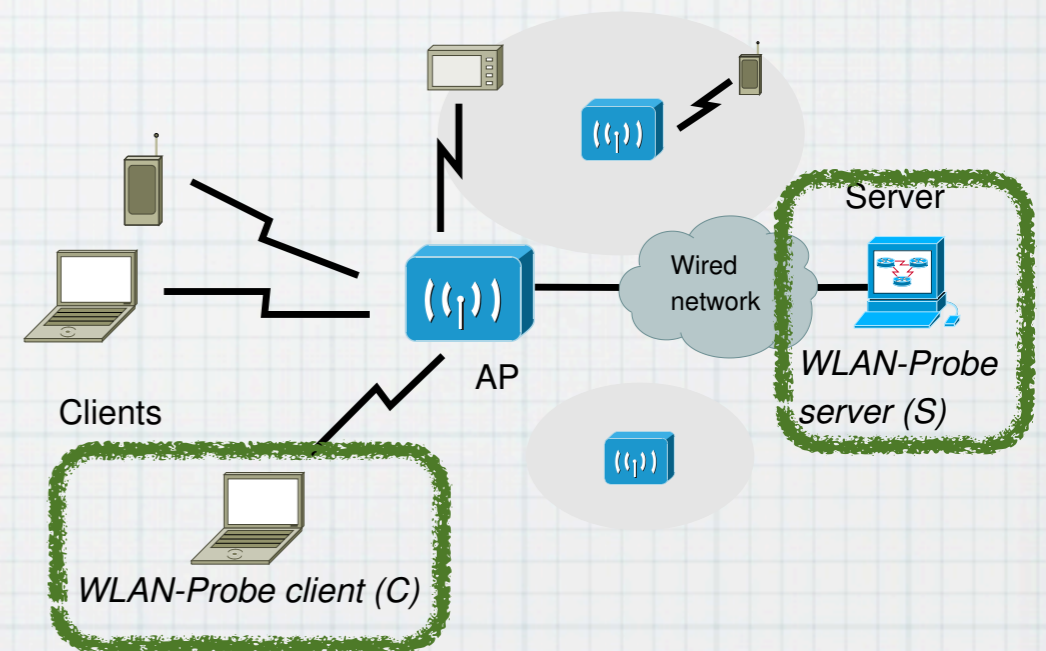 Server
Wired
network
WLAN-Probe
server (S)
AP
Clients
WLAN-Probe client (C)